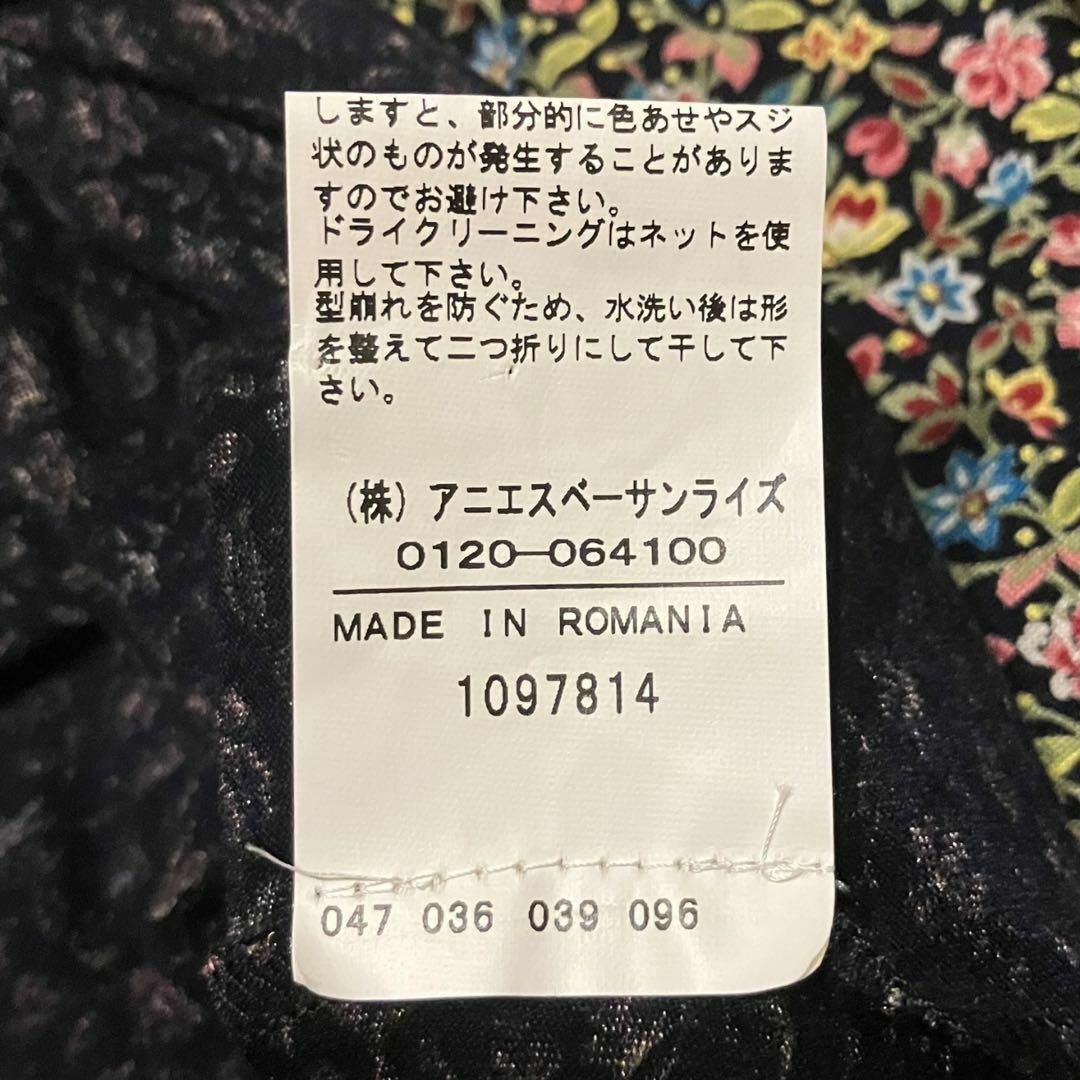 しますと、部分的に色あせやスジ
状のものが発生することがありま
すのでお避け下さい。
ドライクリーニングはネットを使
用して下さい。
型崩れを防ぐため、水洗い後は形
を整えて二つ折りにして干して下
さい。
(株)アニエスベーサンライズ
0120-064100
MADE IN ROMANIA
1097814
047 036 039 096